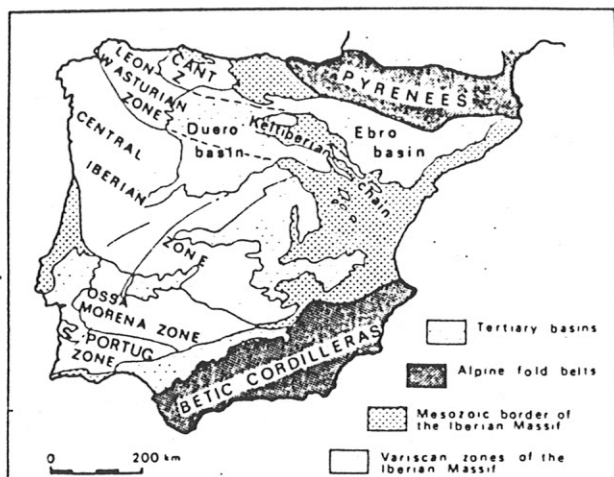 LEON
W ASTURIAN
ZONE
CANT
Z
PYRENEES
CENTRAL
IBERIAN
ZONE
Duero
basin
Keltiberian
chain
Ebro
basin
OSSA
MORENA ZONE
PORTUG
ZONE
BETIC CORDILLERAS
Tertiary basins
Alpine fold belts
Mesozoic border of
the Iberian Massif
Variscan zones of the
Iberian Massif
0 200 km